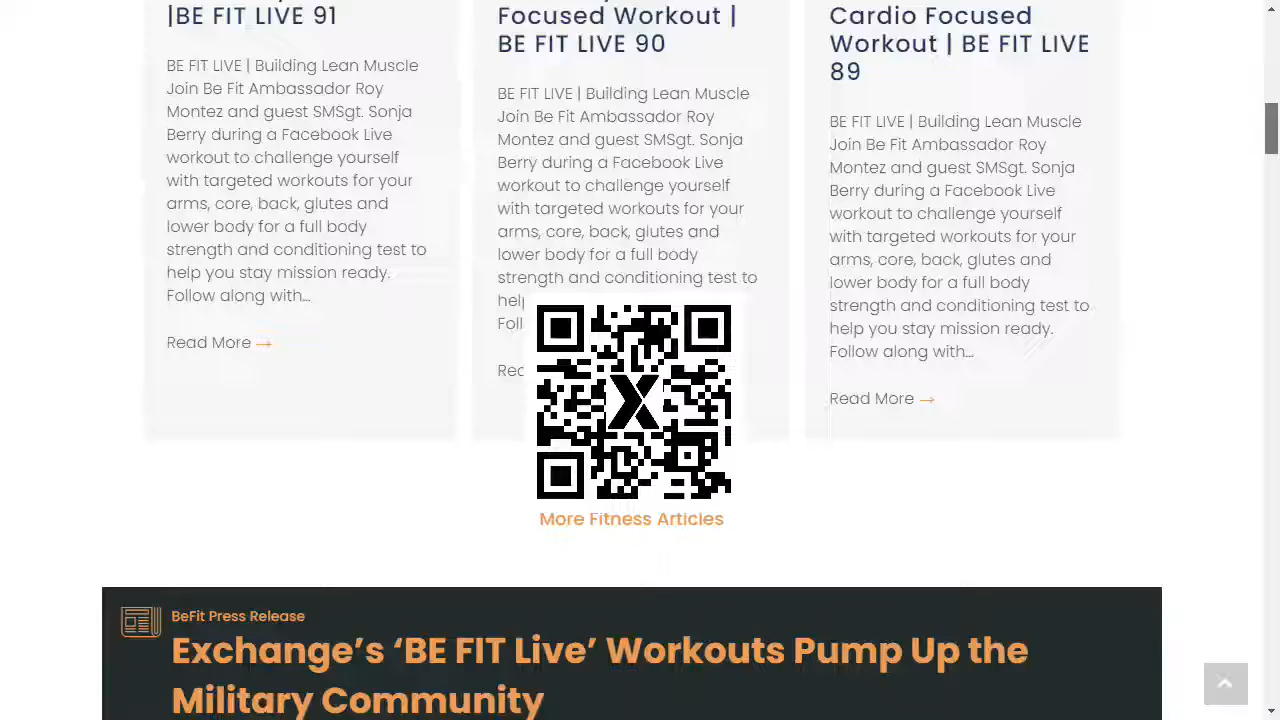 |BE FIT LIVE 91
BE FIT LIVE | Building Lean Muscle
Join Be Fit Ambassador Roy
Montez and guest SMSgt. Sonja
Berry during a Facebook Live
workout to challenge yourself
with targeted workouts for your
arms, core, back, glutes and
lower body for a full body
strength and conditioning test to
help you stay mission ready.
Follow along with...
Read More →
Focused Workout |
BE FIT LIVE 90
BE FIT LIVE | Building Lean Muscle
Join Be Fit Ambassador Roy
Montez and guest SMSgt. Sonja
Berry during a Facebook Live
workout to challenge yourself
with targeted workouts for your
arms, core, back, glutes and
lower body for a full body
strength and conditioning test to
Cardio Focused
Workout | BE FIT LIVE
89
BE FIT LIVE | Building Lean Muscle
Join Be Fit Ambassador Roy
Montez and guest SMSgt. Sonja
Berry during a Facebook Live
workout to challenge yourself
with targeted workouts for your
arms, core, back, glutes and
lower body for a full body
strength and conditioning test to
help you stay mission ready.
Follow along with...
Read More →
X
More Fitness Articles
BeFit Press Release
Exchange’s ‘BE FIT Live’ Workouts Pump Up the
Military Community